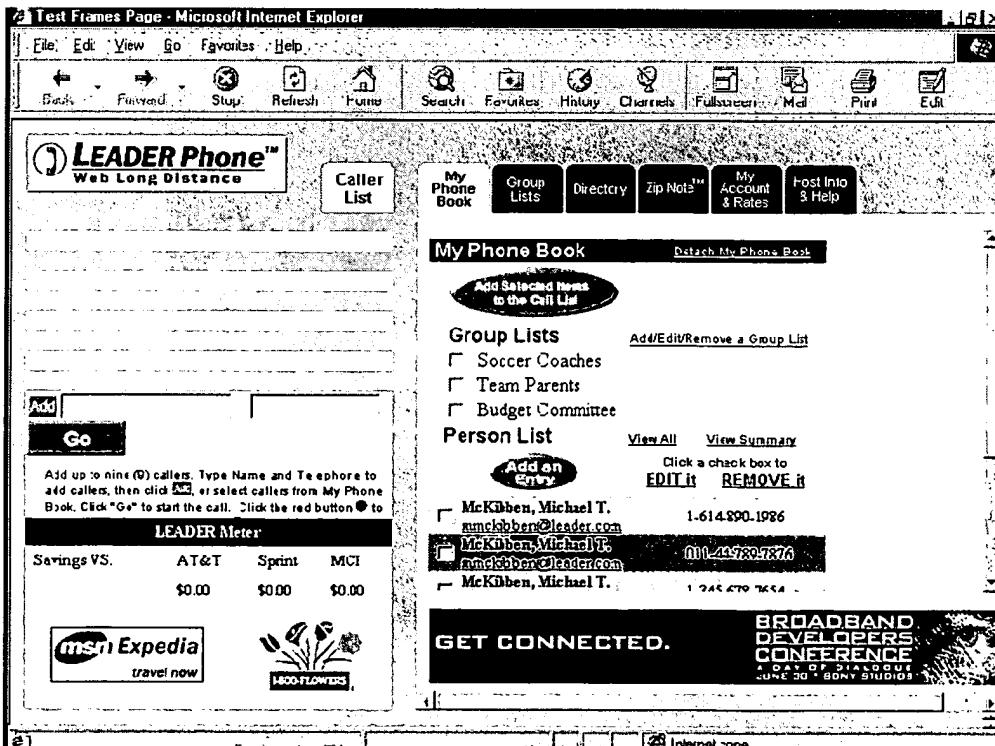 Test Frames Page - Microsoft Internet Explorer
File Edit View Go Favorites Help
Back Forward Stop Refresh Home Search Favorites History Channels Fullscreen Mail Print Edit
LEADER Phone™
Web Long Distance
Caller List
My Phone Book
Group Lists
Directory
Zip Note™
My Account & Rates
Host Info & Help
My Phone Book
Detach My Phone Book
Add Selected Items to the Call List
Group Lists
Add/Edit/Remove a Group List
Soccer Coaches
Team Parents
Budget Committee
Person List
View All View Summary
Add an Entry
Click a check box to
EDIT it REMOVE it
McKibben, Michael T.
mmckibben@leader.com
1-614-890-1986
McKibben, Michael T.
mmckibben@leader.com
011-44-789-7876
McKibben, Michael T.
Add
Go
Add up to nine (9) callers. Type Name and Telephone to
add callers, then click Add, or select callers from My Phone
Book. Click "Go" to start the call. Click the red button to
LEADER Meter
Savings VS. AT&T Sprint MCI
$0.00 $0.00 $0.00
msn Expedia
travel now
1-800-FLOWERS
GET CONNECTED.
BROADBAND
DEVELOPERS
CONFERENCE
A DAY OF DIALOGUE
JUNE 30 * SONY STUDIOS
Internet zone